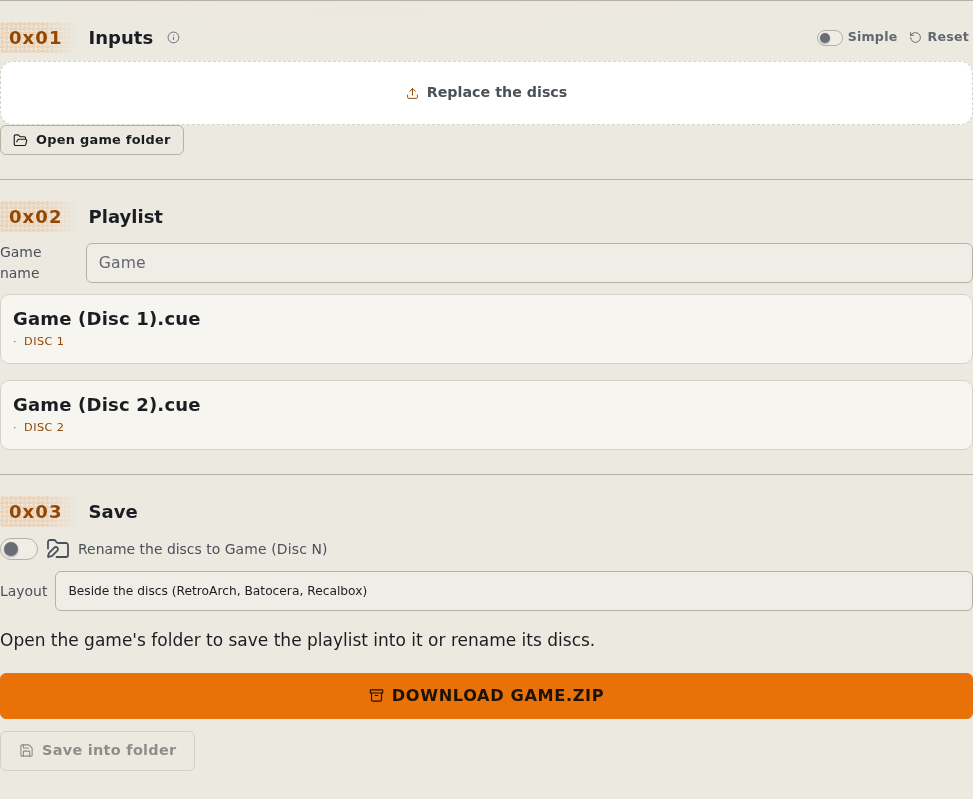 0x01 Inputs Simple Reset
Replace the discs
Open game folder
0x02 Playlist
Game name
Game
Game (Disc 1).cue
· DISC 1
Game (Disc 2).cue
· DISC 2
0x03 Save
Rename the discs to Game (Disc N)
Layout Beside the discs (RetroArch, Batocera, Recalbox)
Open the game's folder to save the playlist into it or rename its discs.
DOWNLOAD GAME.ZIP
Save into folder